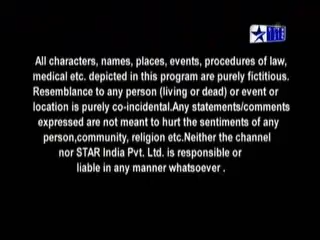 All characters, names, places, events, procedures of law,
medical etc. depicted in this program are purely fictitious.
Resemblance to any person (living or dead) or event or
location is purely co-incidental.Any statements/comments
expressed are not meant to hurt the sentiments of any
person,community, religion etc.Neither the channel
nor STAR India Pvt. Ltd. is responsible or
liable in any manner whatsoever .